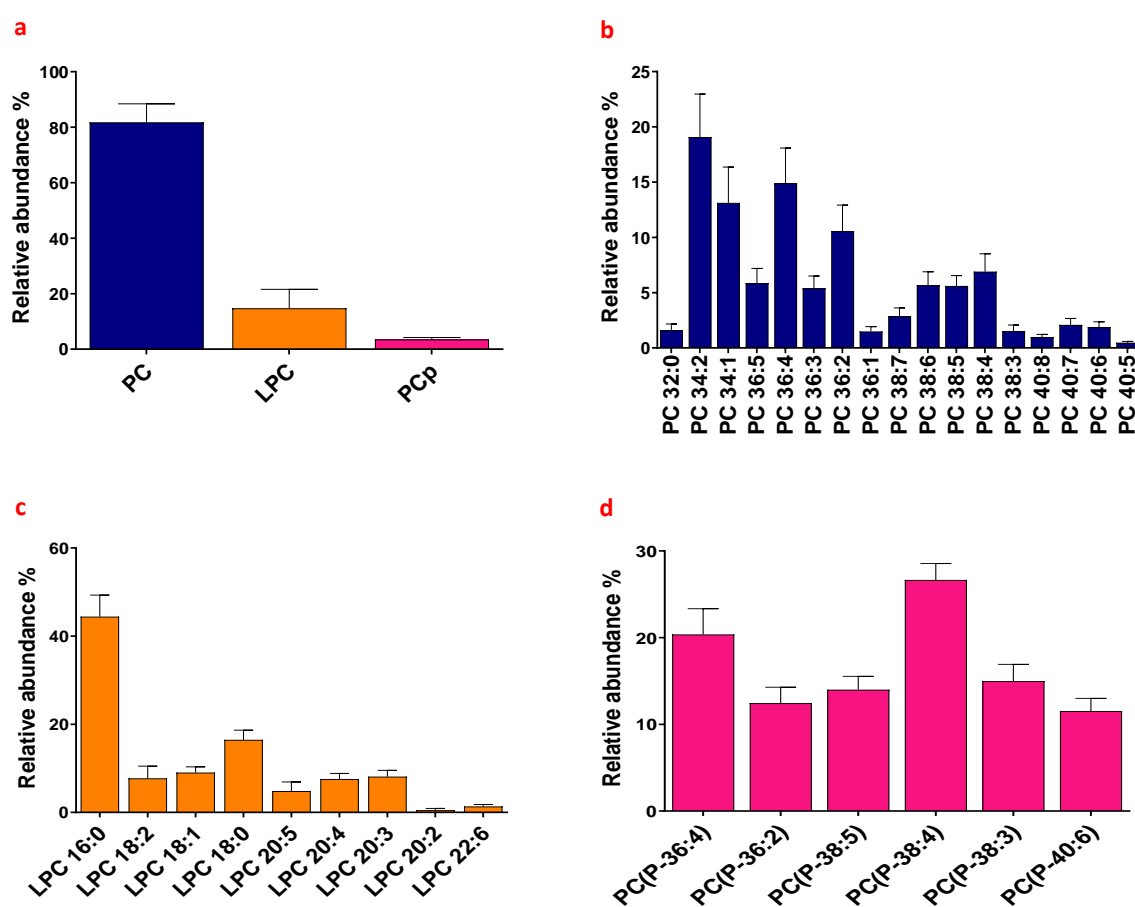 a
Relative abundance %
100
80
60
40
20
0
PC
LPC
PCp
b
Relative abundance %
25
20
15
10
5
0
PC 32:0
PC 34:2
PC 34:1
PC 36:5
PC 36:4
PC 36:3
PC 36:2
PC 36:1
PC 38:7
PC 38:6
PC 38:5
PC 38:4
PC 38:3
PC 40:8
PC 40:7
PC 40:6
PC 40:5
c
Relative abundance %
60
40
20
0
LPC 16:0
LPC 18:2
LPC 18:1
LPC 18:0
LPC 20:5
LPC 20:4
LPC 20:3
LPC 20:2
LPC 22:6
d
Relative abundance %
30
20
10
0
PC(P-36:4)
PC(P-36:2)
PC(P-38:5)
PC(P-38:4)
PC(P-38:3)
PC(P-40:6)